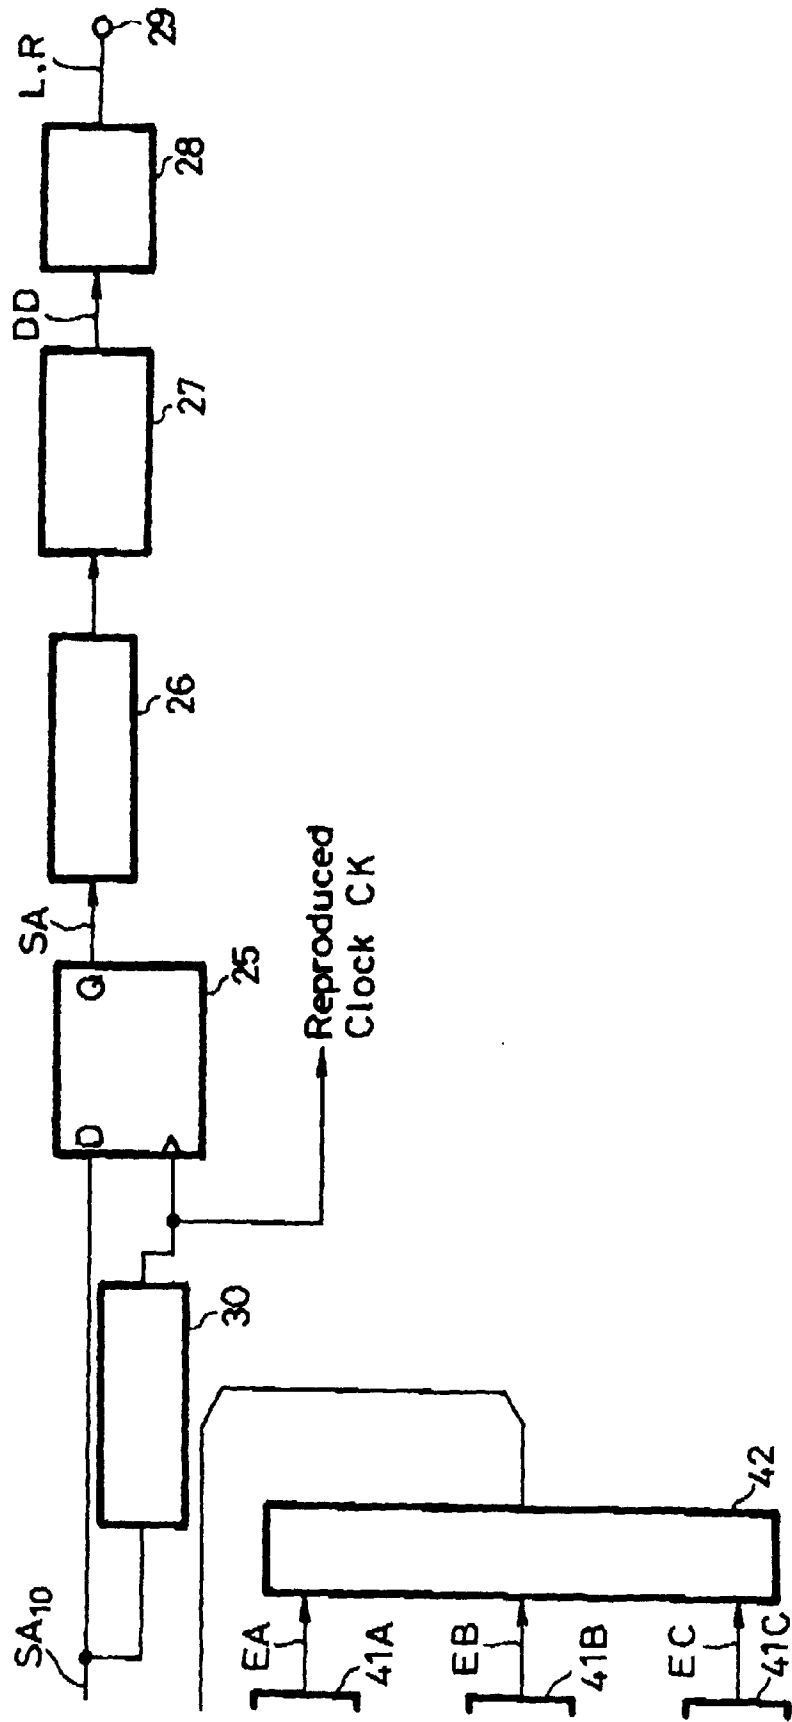 SA10
D
Q
SA
DD
L,R
29
30
25
26
27
28
Reproduced
Clock CK
EA
41A
EB
41B
EC
41C
42